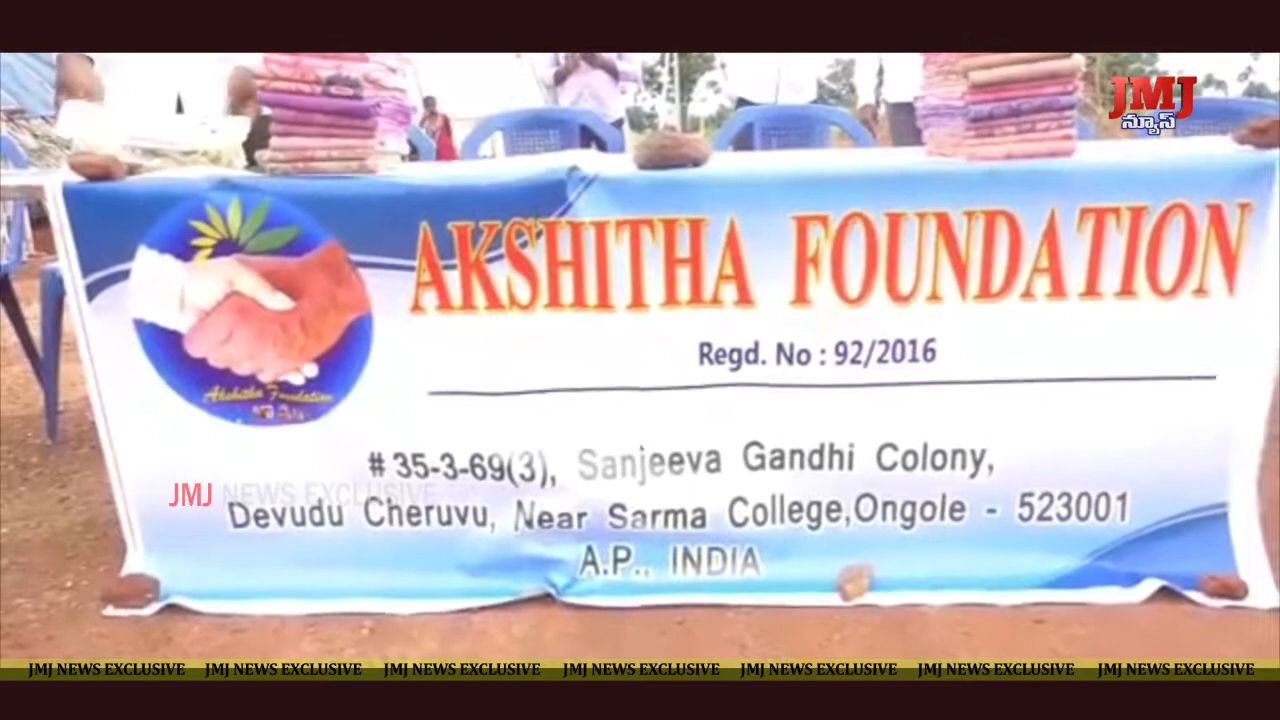 JMJ
న్యూస్
AKSHITHA FOUNDATION
Regd. No : 92/2016
Akshitha Foundation
# 35-3-69(3), Sanjeeva Gandhi Colony,
JMJ NEWS EXCLUSIVE
Devudu Cheruvu, Near Sarma College,Ongole - 523001
A.P., INDIA
JMJ NEWS EXCLUSIVE JMJ NEWS EXCLUSIVE JMJ NEWS EXCLUSIVE JMJ NEWS EXCLUSIVE JMJ NEWS EXCLUSIVE JMJ NEWS EXCLUSIVE JMJ NEWS EXCLUSIVE